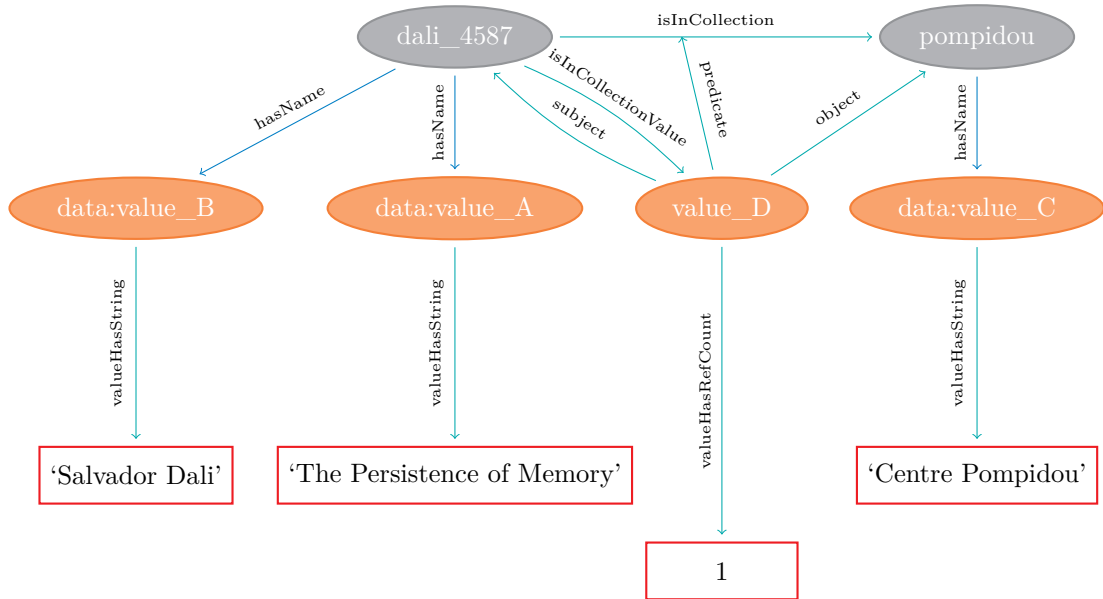 isInCollection
dali_4587
pompidou
hasName
hasName
isInCollectionValue
subject
predicate
object
hasName
data:value_B
data:value_A
value_D
data:value_C
valueHasString
valueHasString
valueHasRefCount
valueHasString
‘Salvador Dali’
‘The Persistence of Memory’
‘Centre Pompidou’
1